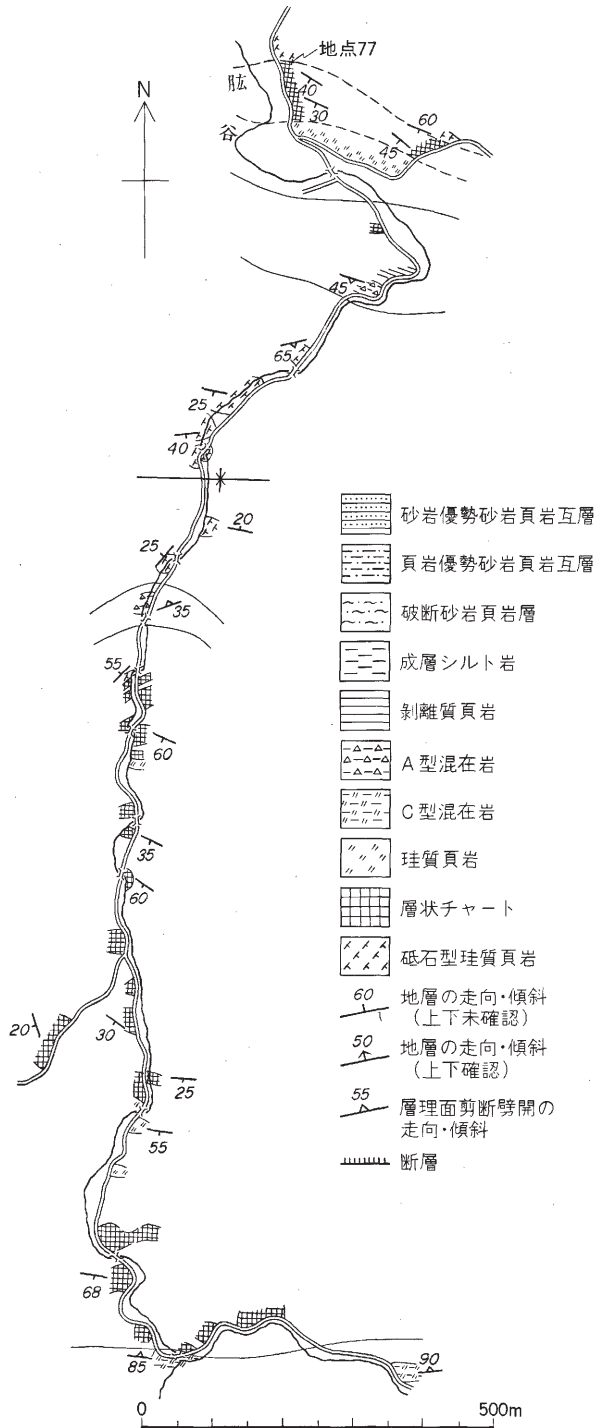 地点77
肱
谷
N
40
30
60
45
45
65
25
40
20
25
35
55
60
35
60
20
30
25
55
68
85
90
砂岩優勢砂岩頁岩互層
頁岩優勢砂岩頁岩互層
破断砂岩頁岩層
成層シルト岩
剝離質頁岩
A型混在岩
C型混在岩
珪質頁岩
層状チャート
砥石型珪質頁岩
60 地層の走向・傾斜
(上下未確認)
50 地層の走向・傾斜
(上下確認)
55 層理面剪断劈開の
走向・傾斜
断層
0 500m